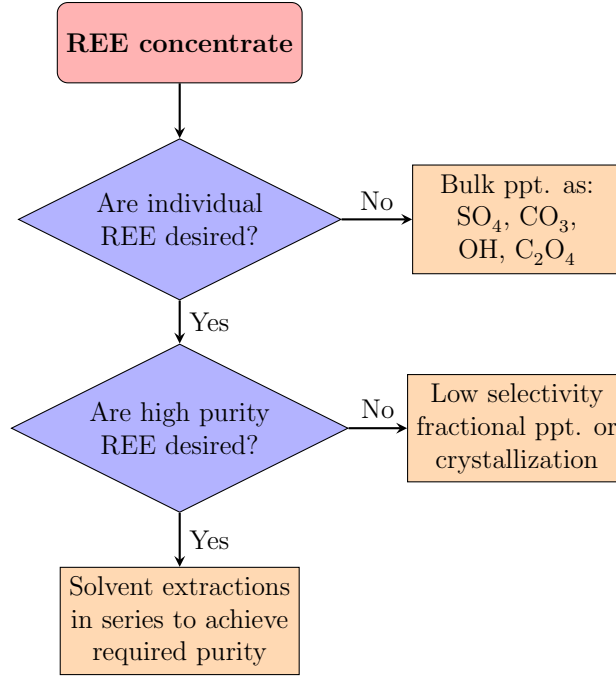 REE concentrate
Are individual
REE desired?
No
Bulk ppt. as:
SO₄, CO₃,
OH, C₂O₄
Yes
Are high purity
REE desired?
No
Low selectivity
fractional ppt. or
crystallization
Yes
Solvent extractions
in series to achieve
required purity